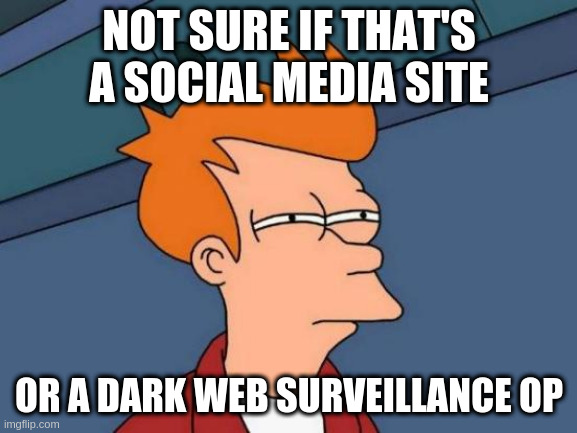 NOT SURE IF THAT'S
A SOCIAL MEDIA SITE
OR A DARK WEB SURVEILLANCE OP
imgflip.com